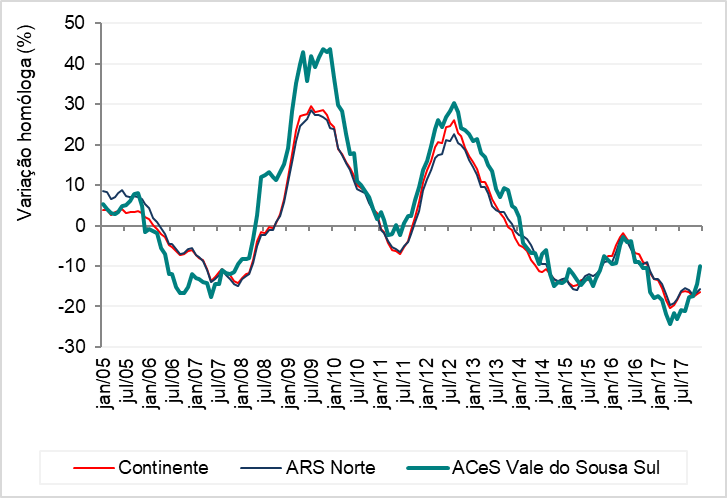 Variação homóloga (%)
50
40
30
20
10
0
-10
-20
-30
jan/05
jul/05
jan/06
jul/06
jan/07
jul/07
jan/08
jul/08
jan/09
jul/09
jan/10
jul/10
jan/11
jul/11
jan/12
jul/12
jan/13
jul/13
jan/14
jul/14
jan/15
jul/15
jan/16
jul/16
jan/17
jul/17
Continente ARS Norte ACeS Vale do Sousa Sul